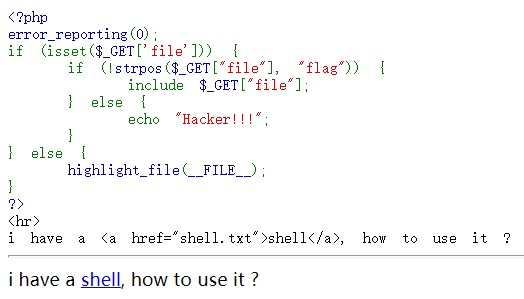 <?php
error_reporting(0);
if (isset($_GET['file'])) {
        if (!strpos($_GET["file"], "flag")) {
                include $_GET["file"];
        } else {
                echo "Hacker!!!";
        }
} else {
        highlight_file(__FILE__);
}
?>
<hr>
i have a <a href="shell.txt">shell</a>, how to use it ?
i have a shell, how to use it ?